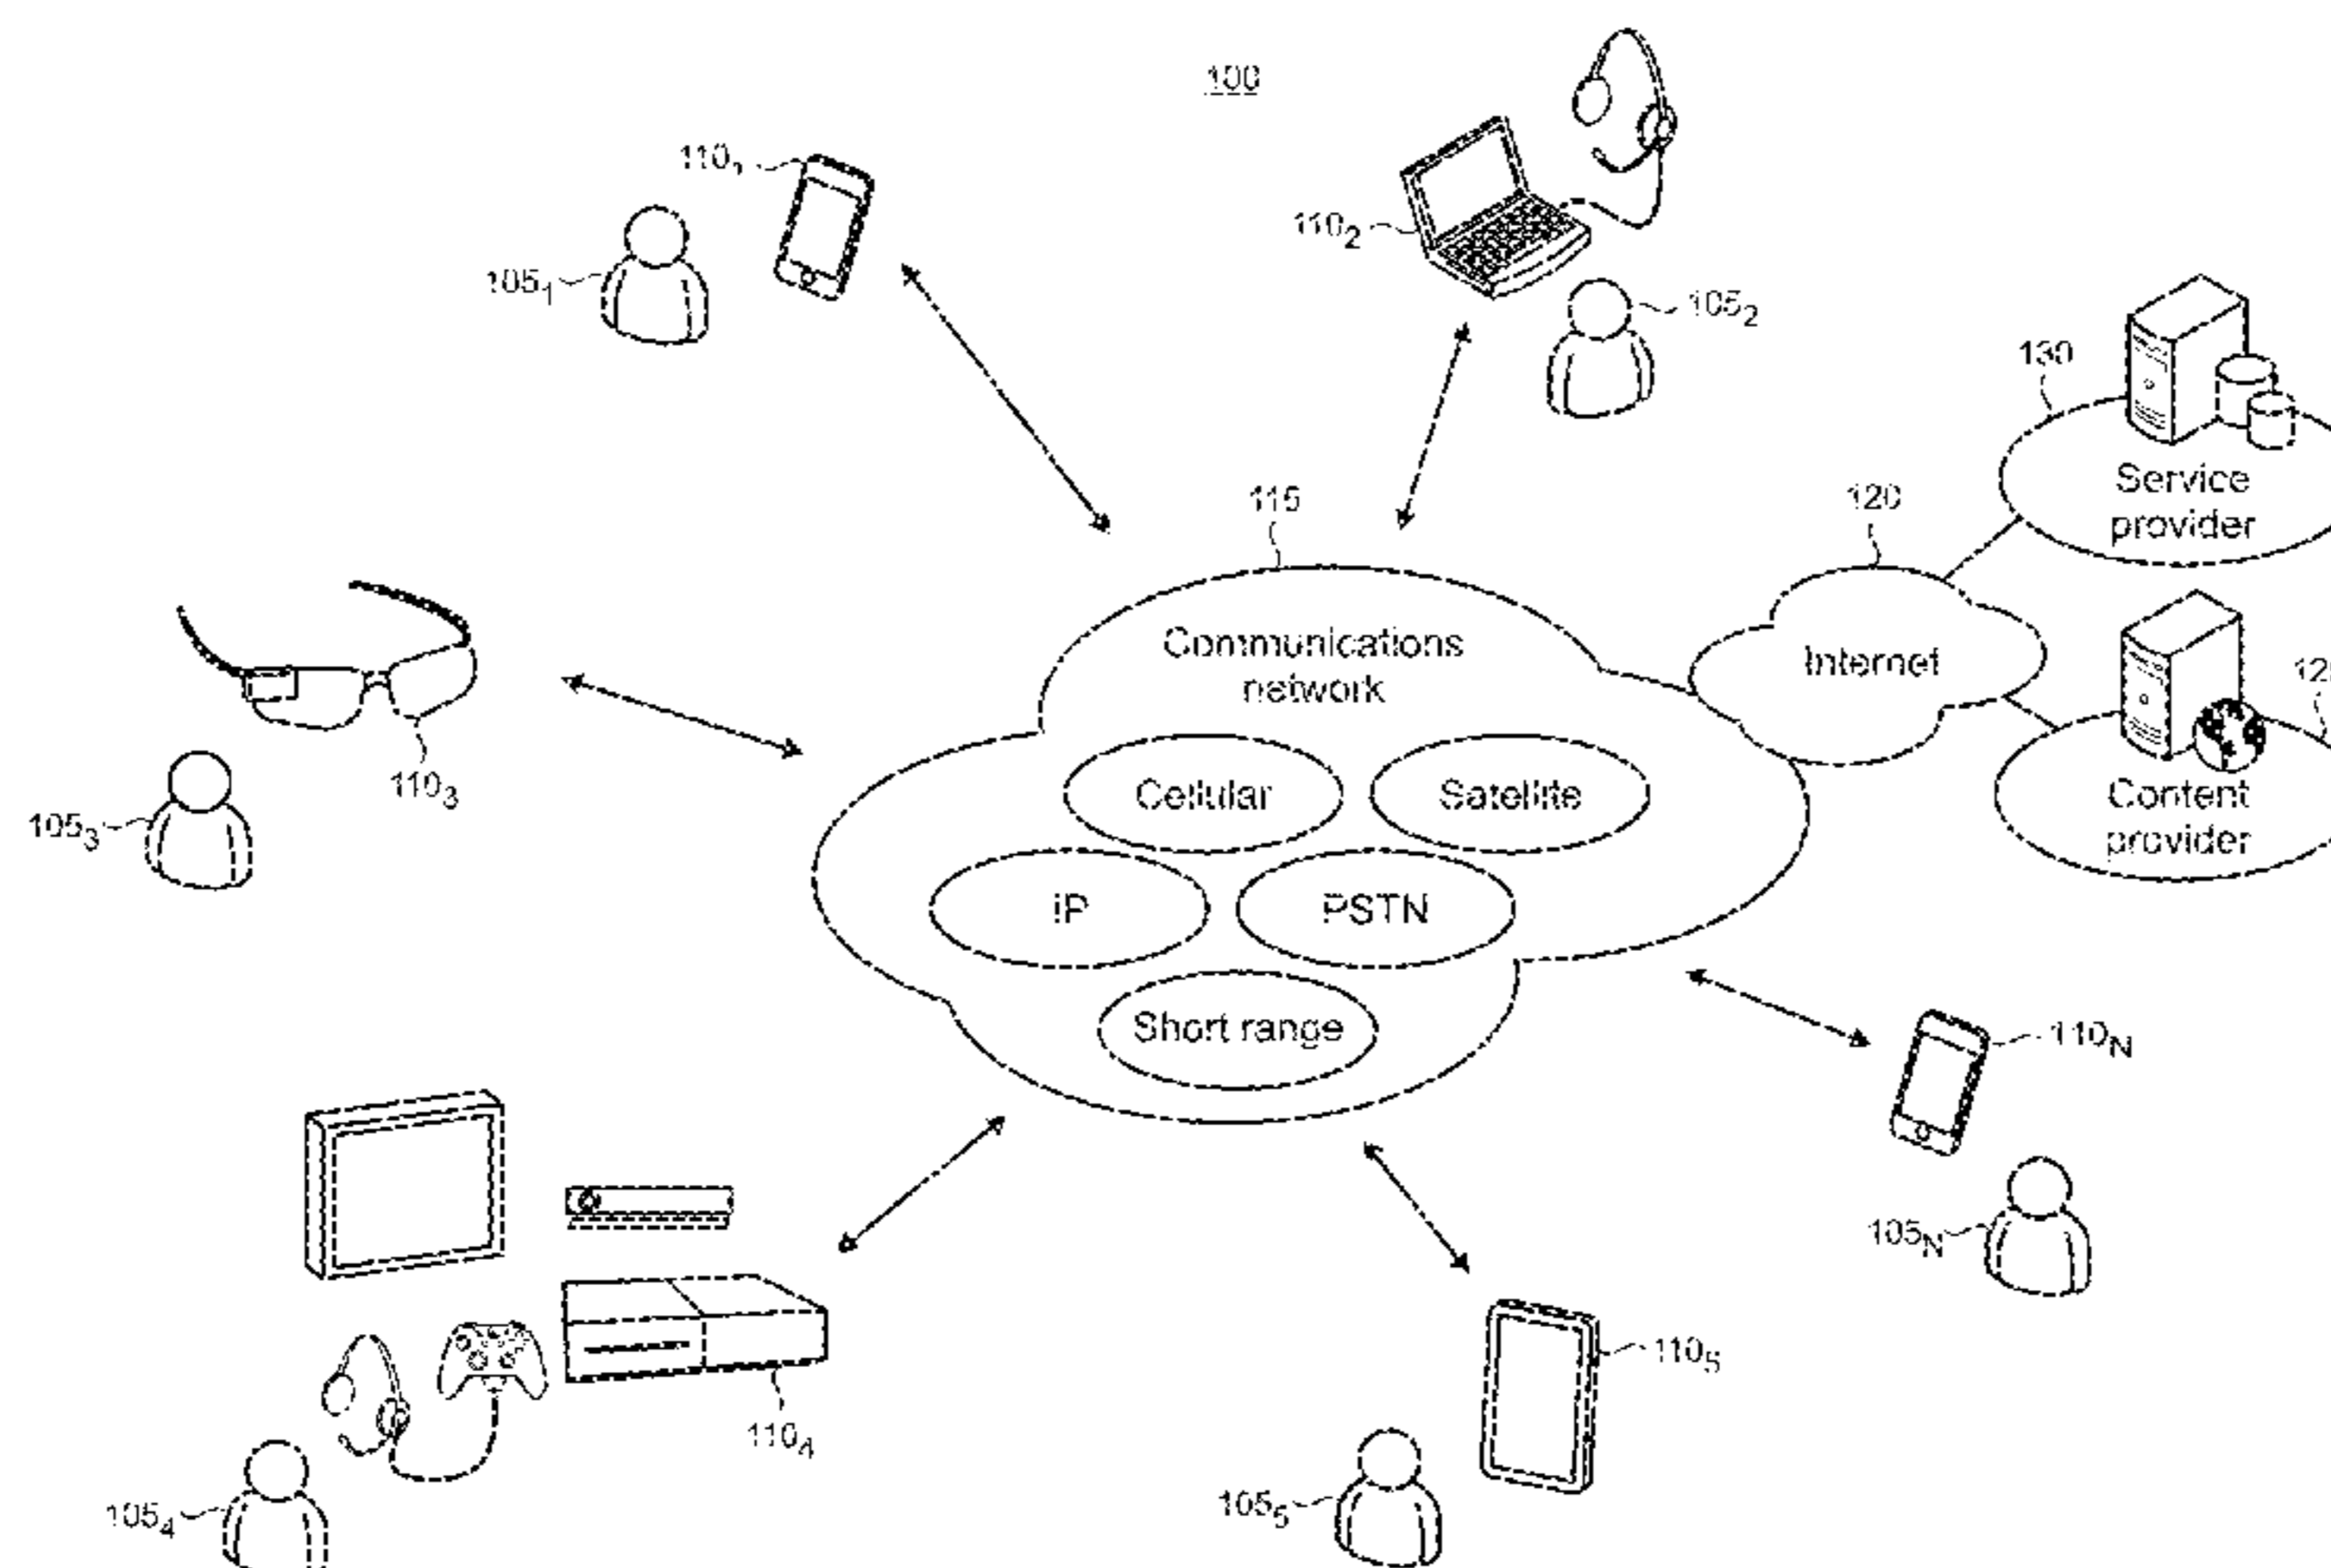 100
110₁
110₂
105₁
105₂
130
Service
provider
115
120
Communications
network
Internet
Cellular
Satellite
Content
provider
110₃
105₃
IP
PSTN
Short range
110N
105N
110₅
110₄
105₅
105₄